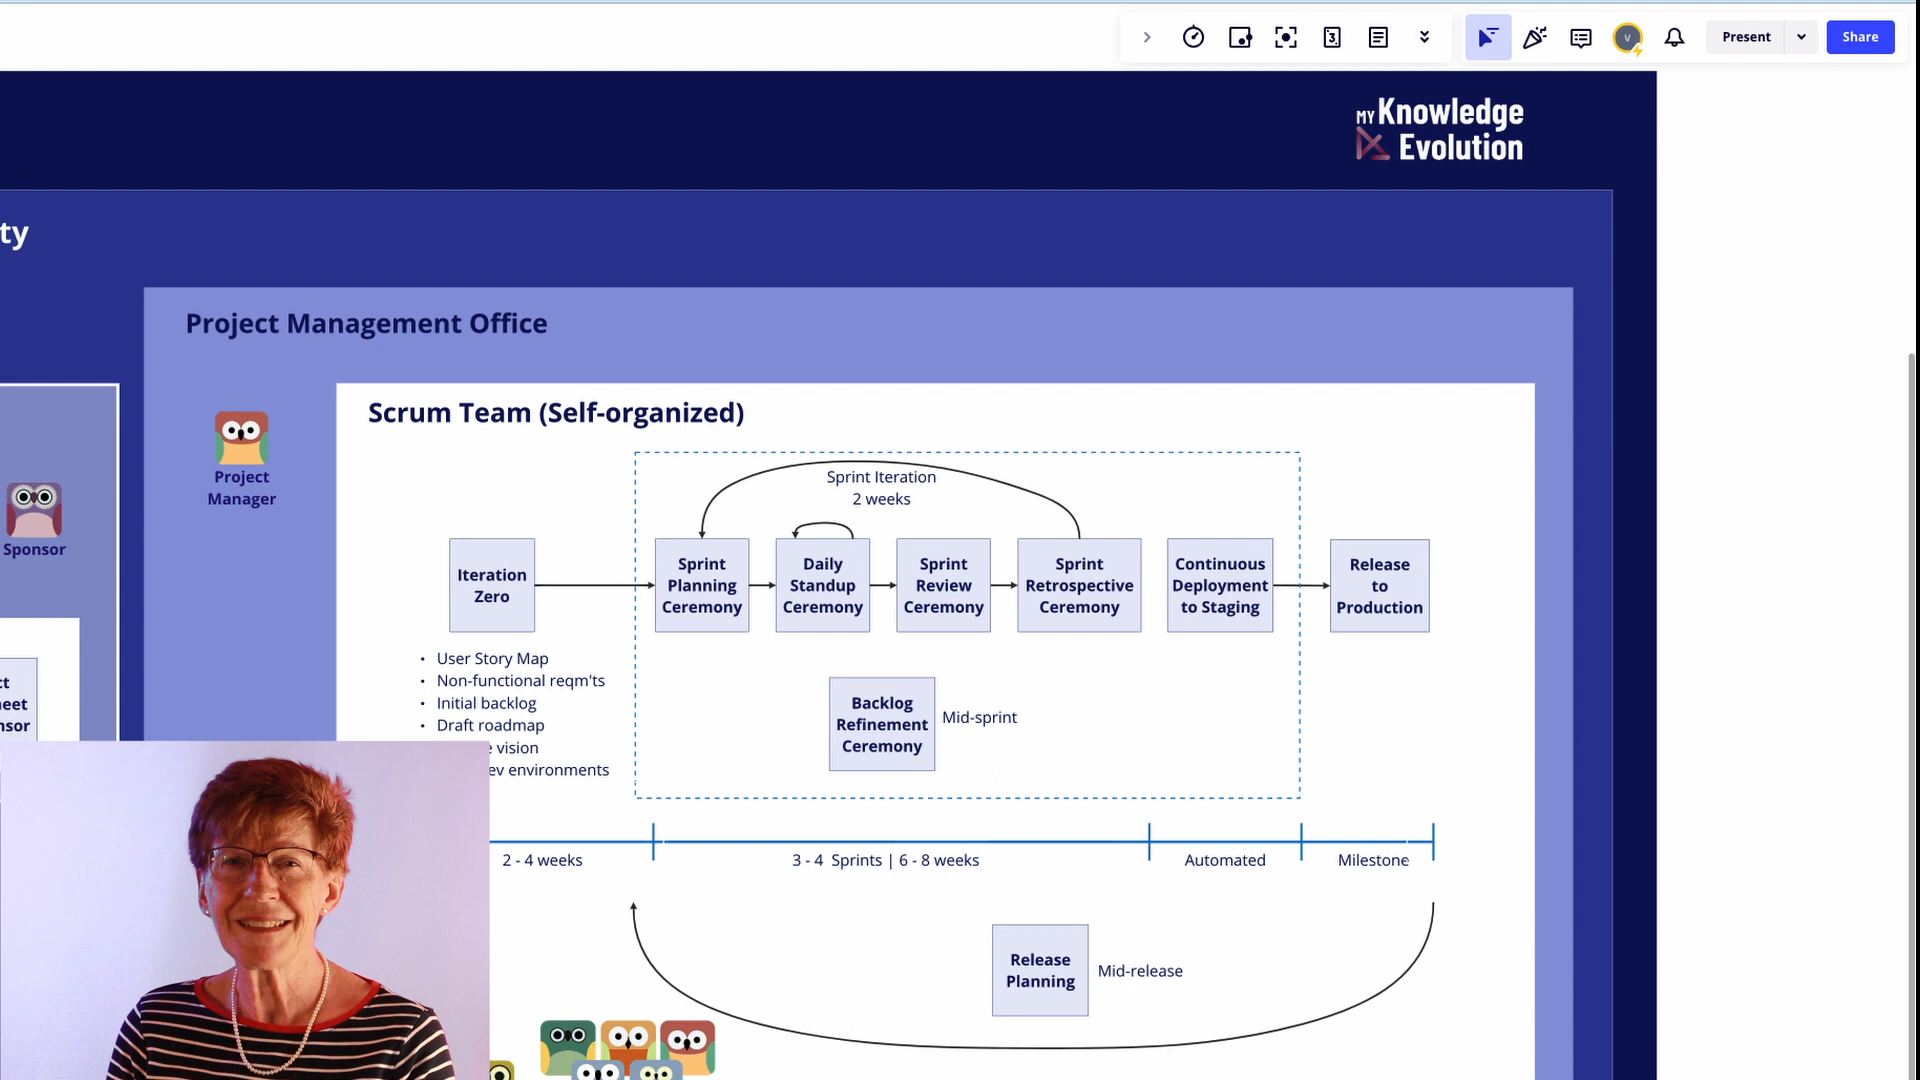 Present
Share
MY Knowledge
Evolution
ty
Project Management Office
Scrum Team (Self-organized)
Project
Manager
Sponsor
Sprint Iteration
2 weeks
Iteration
Zero
Sprint
Planning
Ceremony
Daily
Standup
Ceremony
Sprint
Review
Ceremony
Sprint
Retrospective
Ceremony
Continuous
Deployment
to Staging
Release
to
Production
• User Story Map
• Non-functional reqm'ts
• Initial backlog
• Draft roadmap
e vision
ev environments
Backlog
Refinement
Ceremony
Mid-sprint
ct
neet
nsor
2 - 4 weeks
3 - 4 Sprints | 6 - 8 weeks
Automated
Milestone
Release
Planning
Mid-release